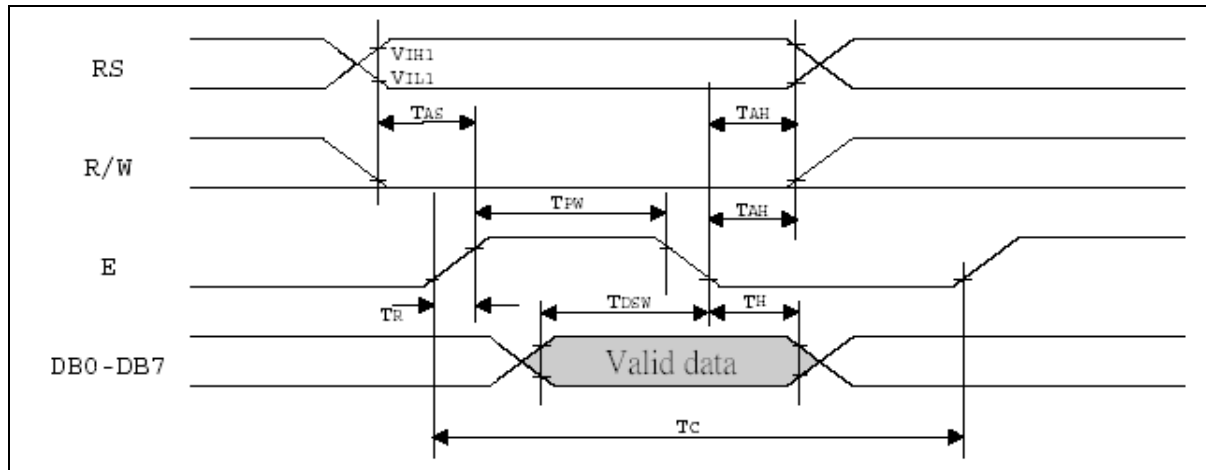 RS
VIH1
VIL1
TAS
TAH
R/W
TPW
TAH
E
TR
TDSW
TH
DB0-DB7
Valid data
TC